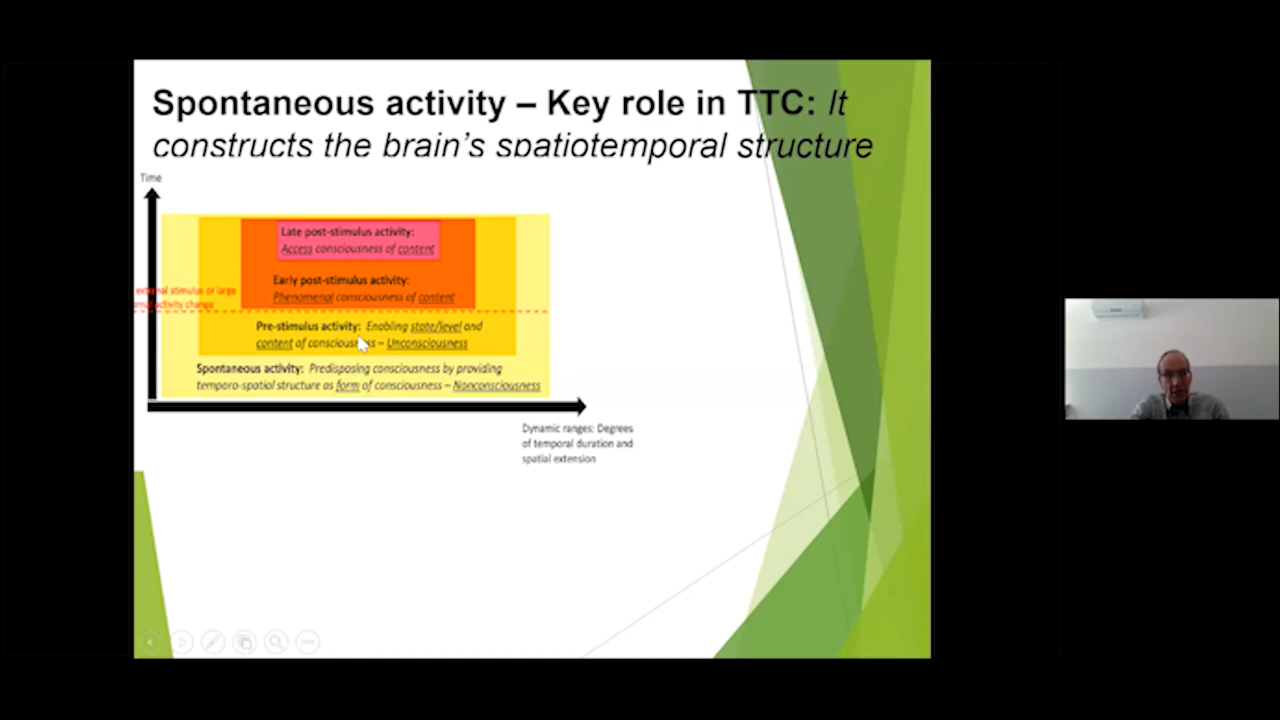 Spontaneous activity – Key role in TTC: It
constructs the brain's spatiotemporal structure
Time
Late post-stimulus activity:
Access consciousness of content
Early post-stimulus activity:
Phenomenal consciousness of content
external stimulus or large
activity change
Pre-stimulus activity: Enabling state/level and
content of consciousness – Unconsciousness
Spontaneous activity: Predisposing consciousness by providing
temporo-spatial structure as form of consciousness – Nonconsciousness
Dynamic ranges: Degrees
of temporal duration and
spatial extension